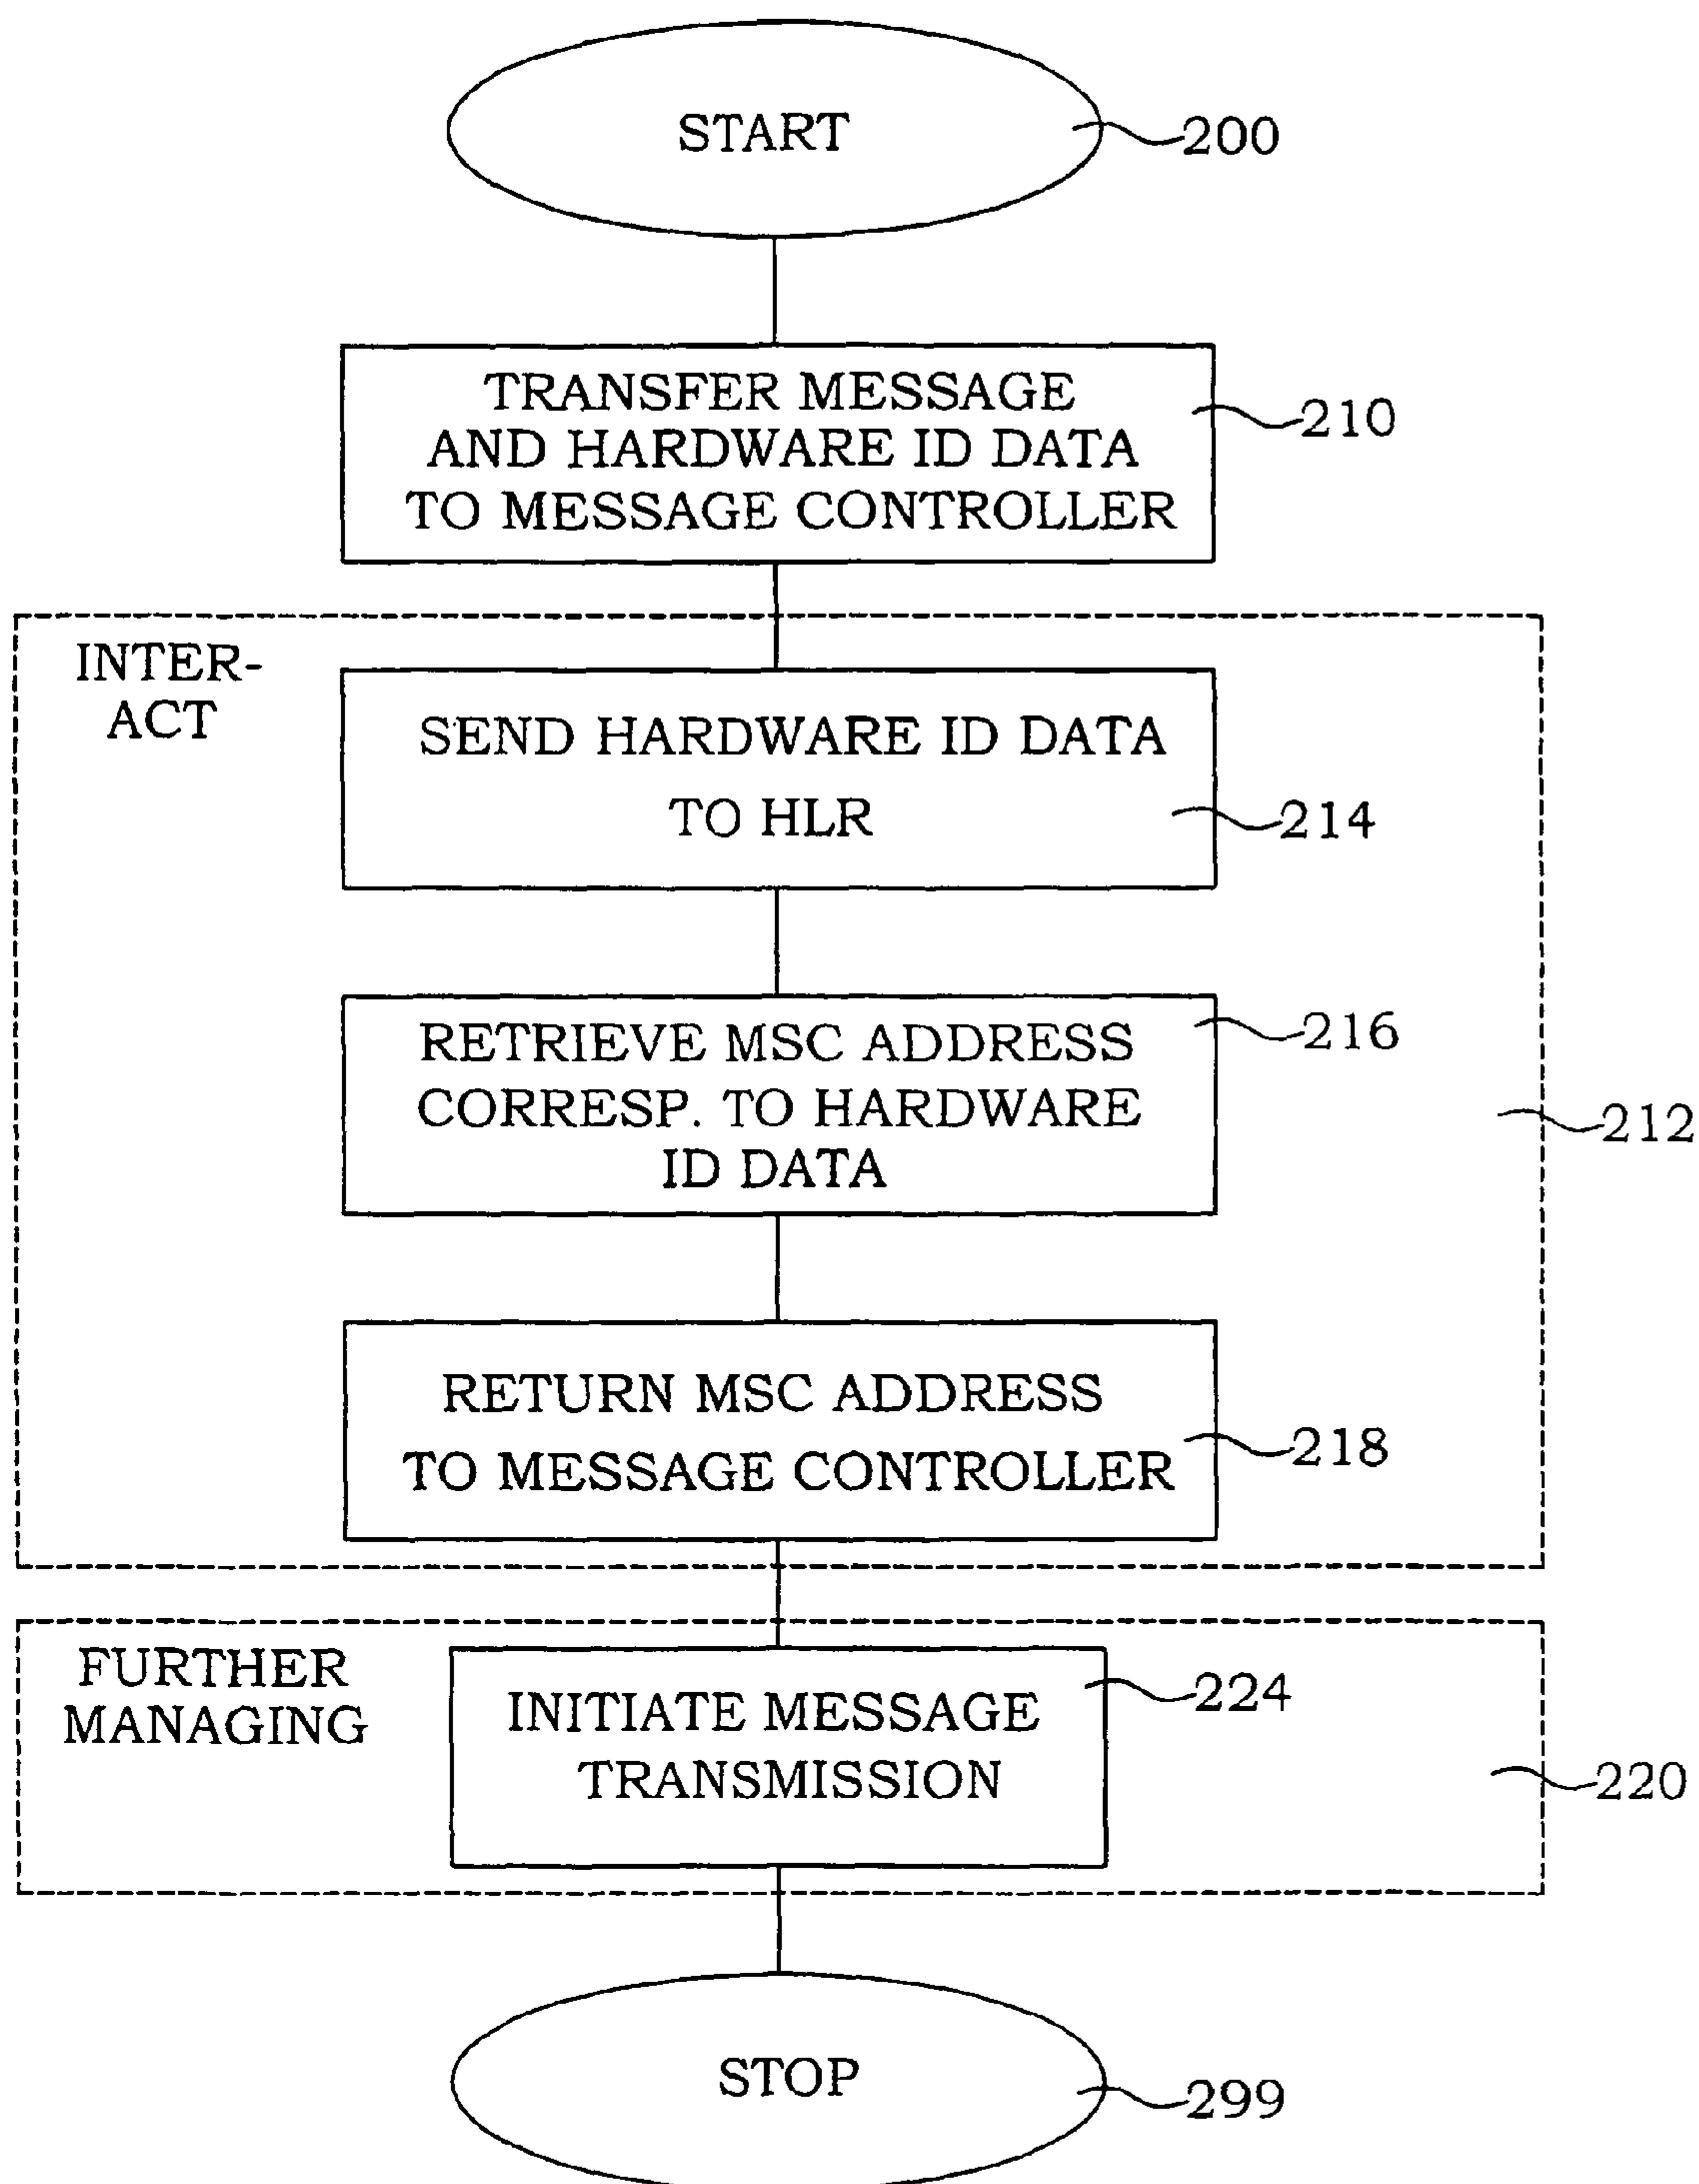 START
200
TRANSFER MESSAGE
AND HARDWARE ID DATA
TO MESSAGE CONTROLLER
210
INTER-
ACT
SEND HARDWARE ID DATA
TO HLR
214
RETRIEVE MSC ADDRESS
CORRESP. TO HARDWARE
ID DATA
216
212
RETURN MSC ADDRESS
TO MESSAGE CONTROLLER
218
FURTHER
MANAGING
INITIATE MESSAGE
TRANSMISSION
224
220
STOP
299